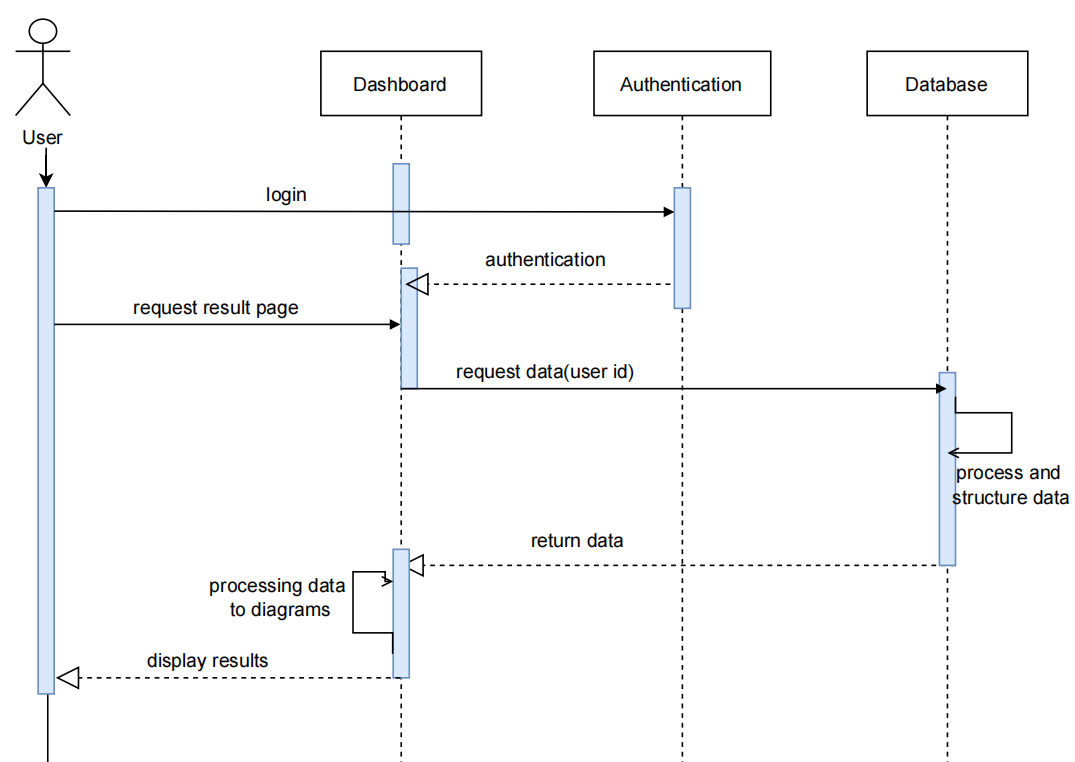 User
Dashboard
Authentication
Database
login
authentication
request result page
request data(user id)
process and
structure data
return data
processing data
to diagrams
display results